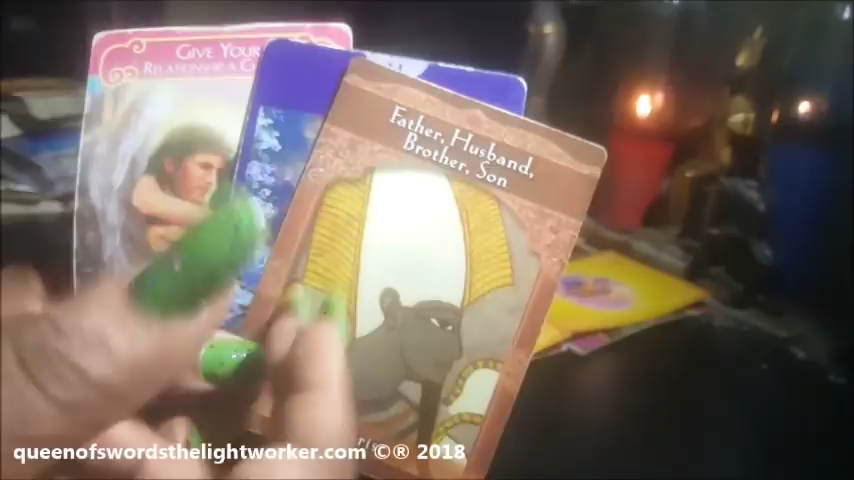 GIVE YOUR
RELATIONSHIP A
Father, Husband,
Brother, Son
queenofswordsthelightworker.com ©® 2018